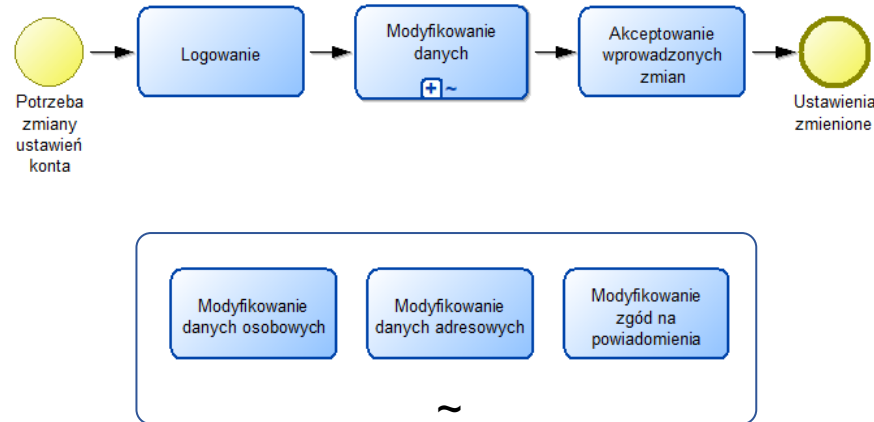 Logowanie
Modyfikowanie
danych
~
Akceptowanie
wprowadzonych
zmian
Potrzeba
zmiany
ustawień
konta
Ustawienia
zmienione
Modyfikowanie
danych osobowych
Modyfikowanie
danych adresowych
Modyfikowanie
zgód na
powiadomienia
~